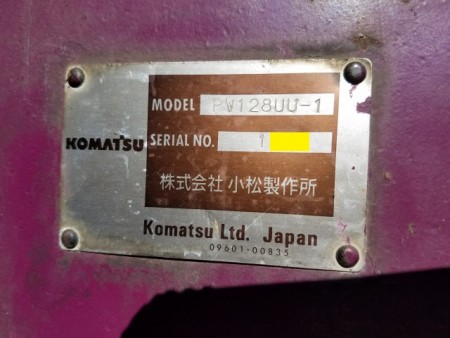 KOMATSU
MODEL PW128UU-1
SERIAL NO. 1
株式会社 小松製作所
Komatsu Ltd. Japan
09601-00835